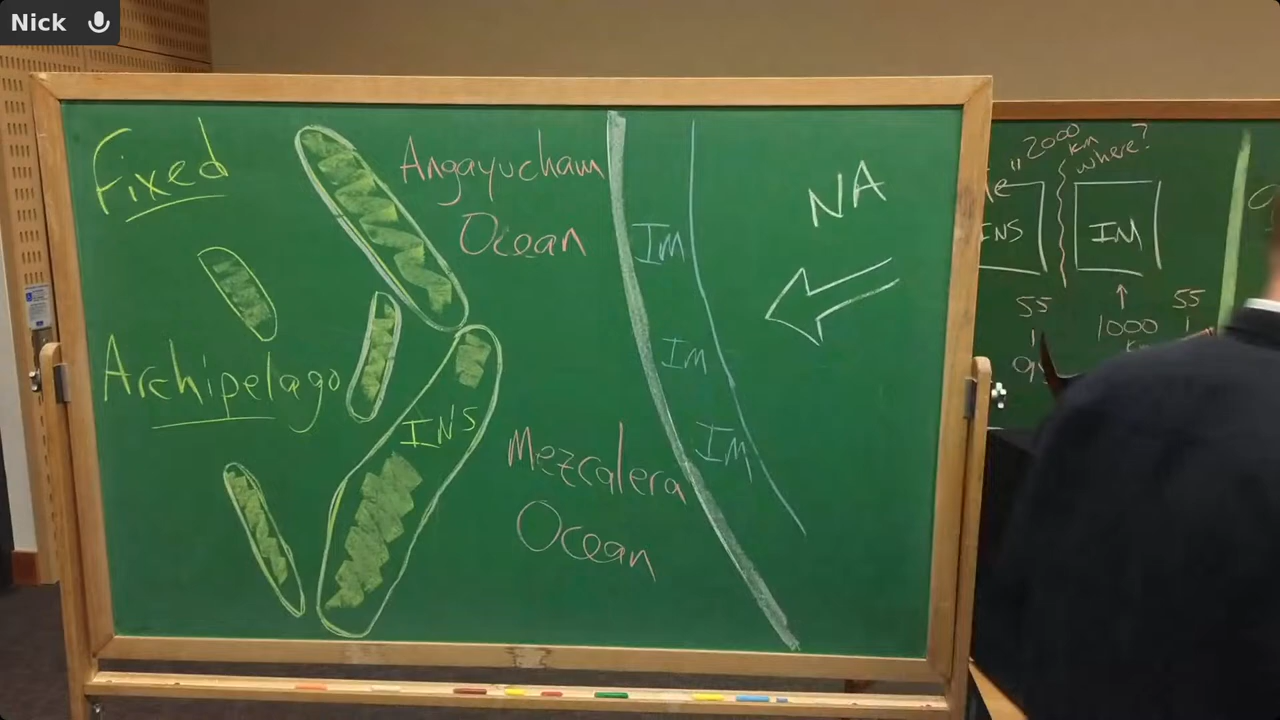 Nick
Fixed
Angayucham
Ocean
NA
IM
IM
IM
Archipelago
INS
Mezcalera
Ocean
2000
km
where?
INS
IM
55
1000
55